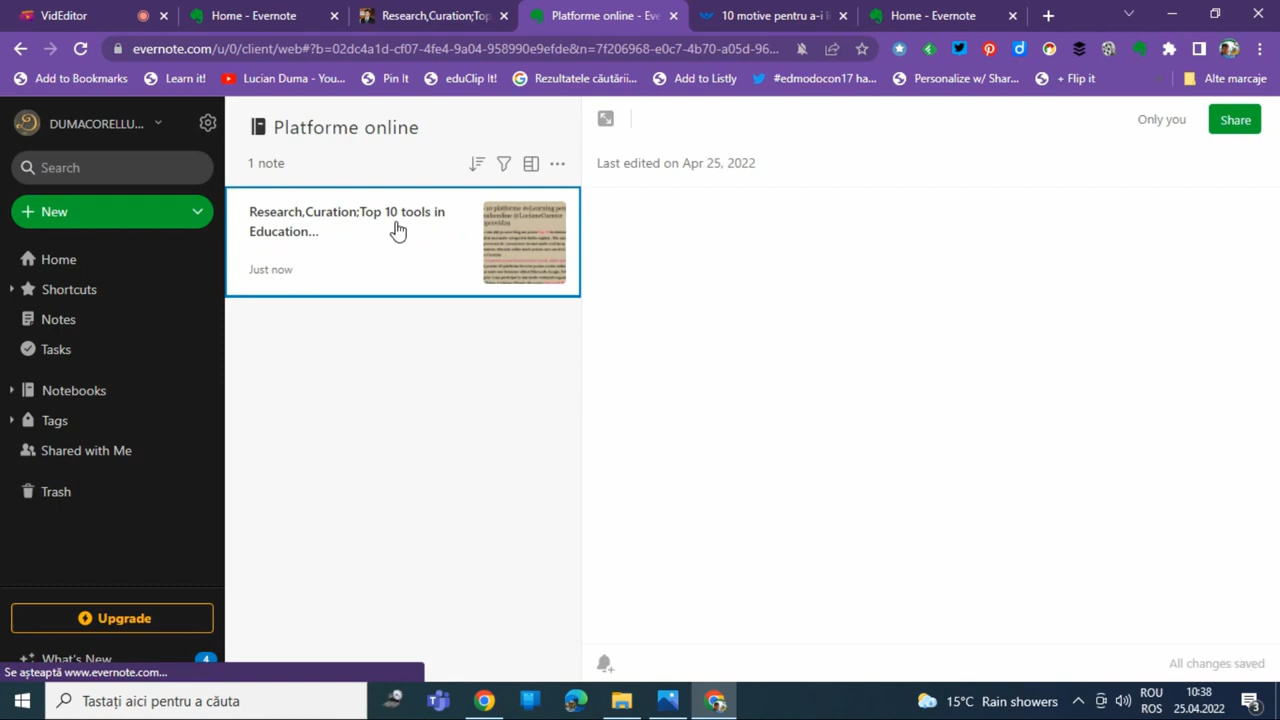 VidEditor
Home - Evernote
Research,Curation;Top
Platforme online - Eve
10 motive pentru a-i î
Home - Evernote
evernote.com/u/0/client/web#?b=02dc4a1d-cf07-4fe4-9a04-958990e9efde&n=7f206968-e0c7-4b70-a05d-96...
Add to Bookmarks
Learn it!
Lucian Duma - You...
Pin It
eduClip It!
Rezultatele căutării...
Add to Listly
#edmodocon17 ha...
Personalize w/ Shar...
+ Flip it
Alte marcaje
DUMACORELLU...
Search
New
Home
Shortcuts
Notes
Tasks
Notebooks
Tags
Shared with Me
Trash
Upgrade
What's New
4
Se așteaptă www.evernote.com...
Platforme online
1 note
Research,Curation;Top 10 tools in
Education...
Just now
Only you
Share
Last edited on Apr 25, 2022
All changes saved
Tastați aici pentru a căuta
15°C Rain showers
ROU
ROS
10:38
25.04.2022
3